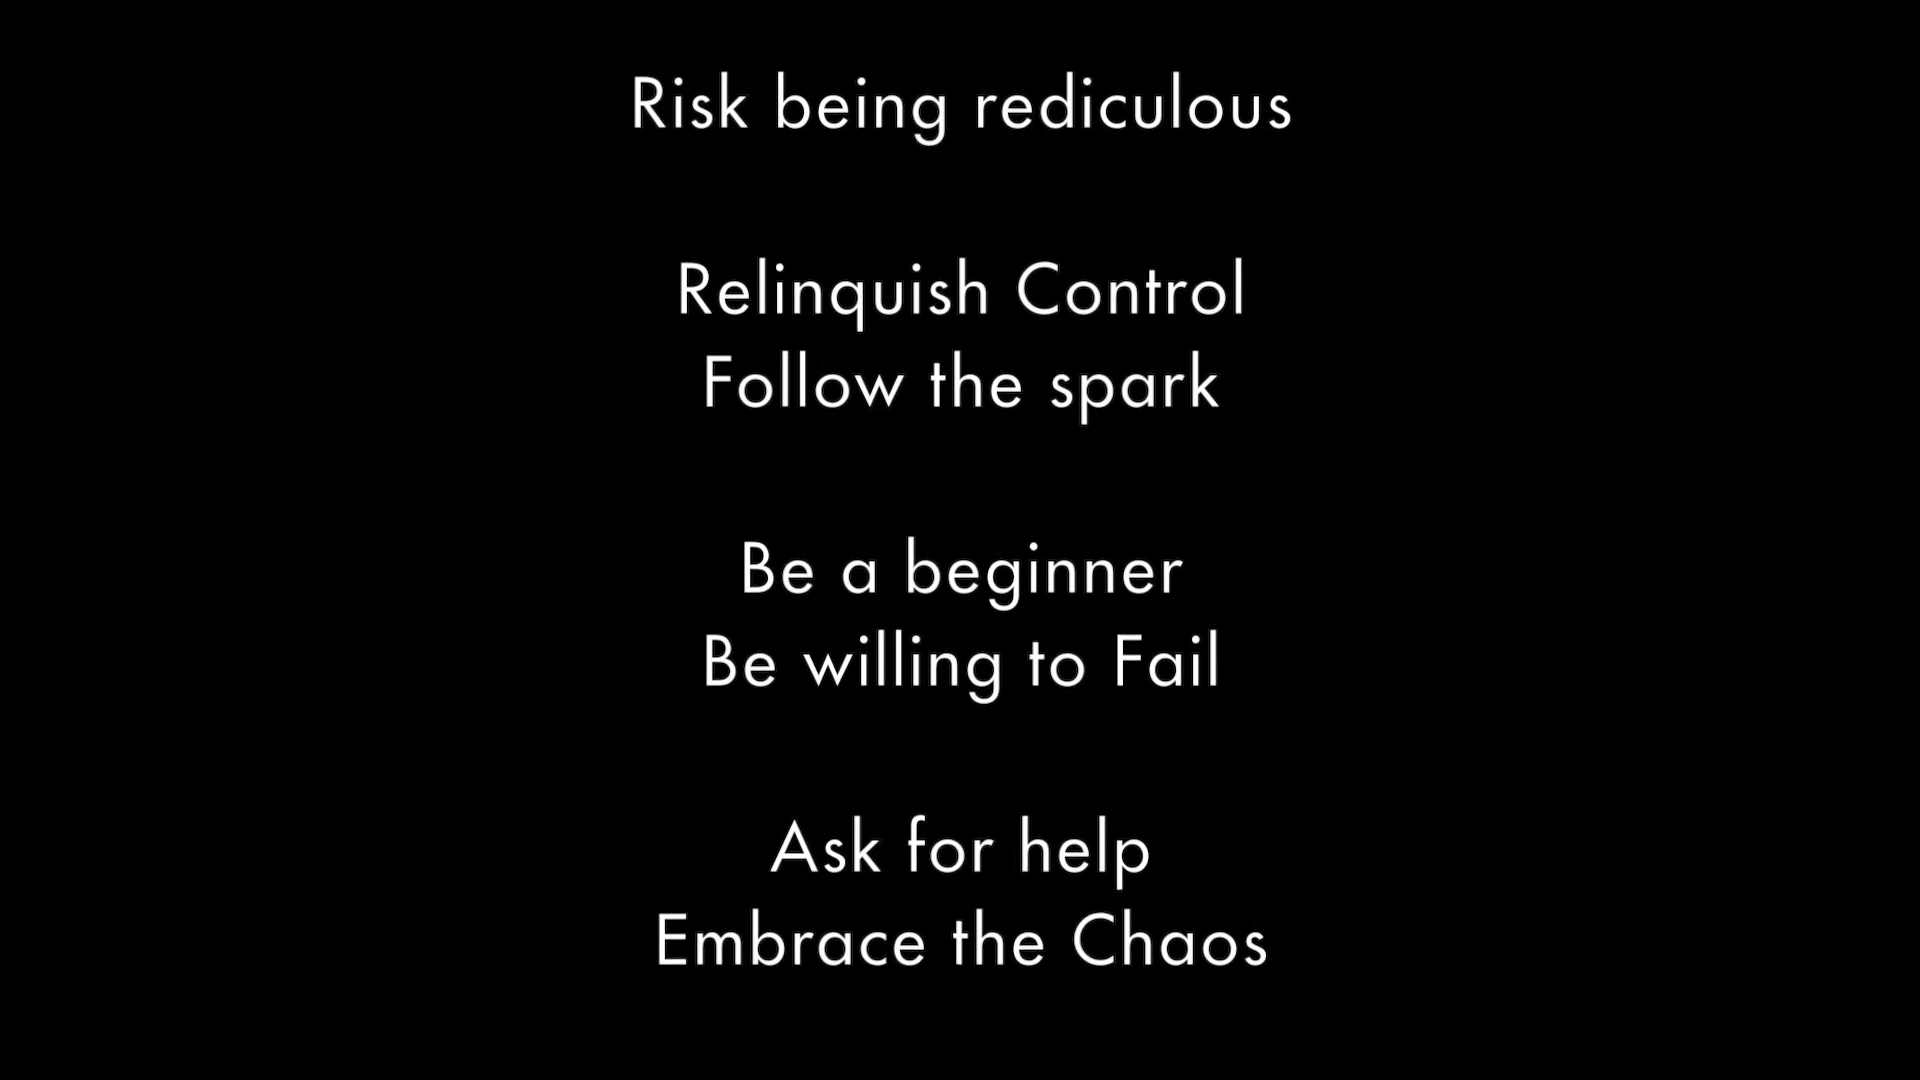 Risk being rediculous
Relinquish Control
Follow the spark
Be a beginner
Be willing to Fail
Ask for help
Embrace the Chaos